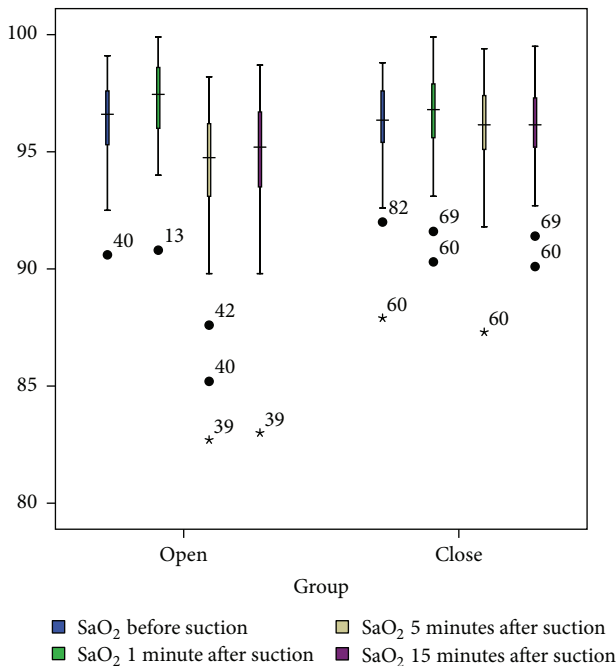 100
95
90
85
80
40
13
42
40
39
39
82
60
69
60
60
69
60
Open
Close
Group
SaO₂ before suction
SaO₂ 1 minute after suction
SaO₂ 5 minutes after suction
SaO₂ 15 minutes after suction